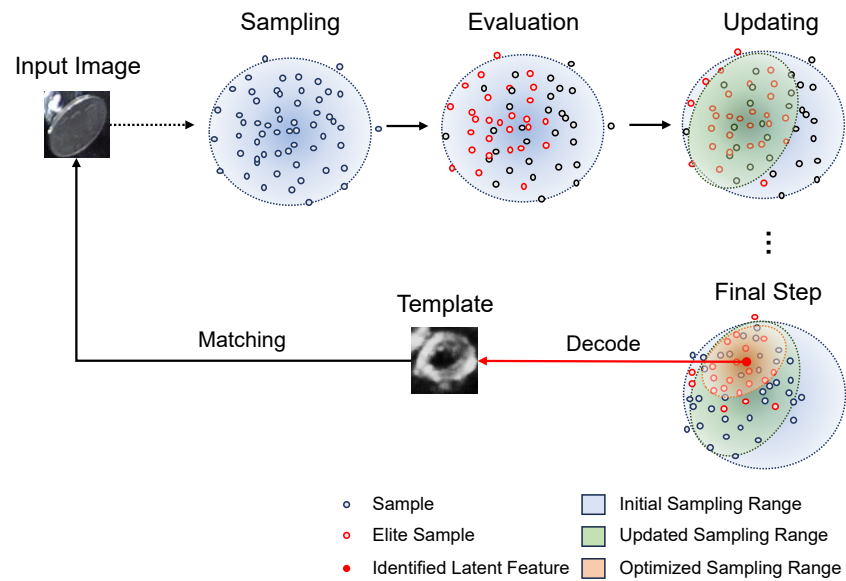 Sampling
Evaluation
Updating
Input Image
⋮
Final Step
Template
Matching
Decode
Sample
Initial Sampling Range
Elite Sample
Updated Sampling Range
Identified Latent Feature
Optimized Sampling Range